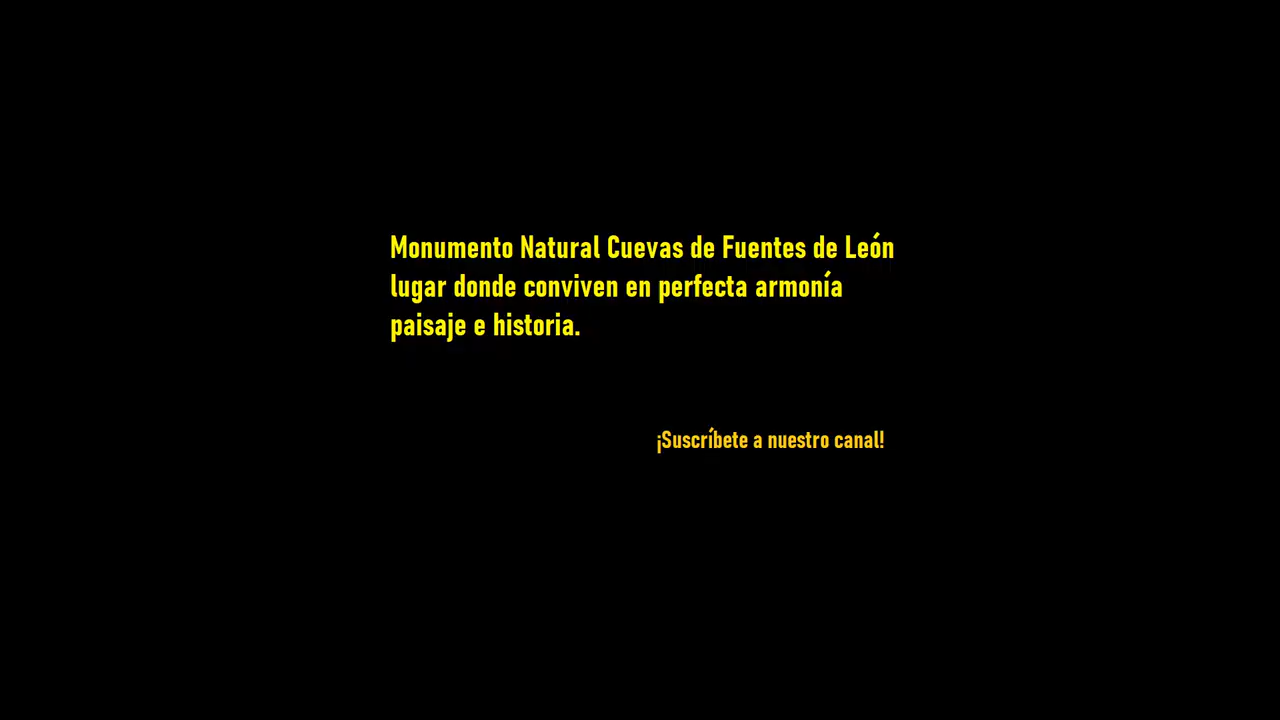 Monumento Natural Cuevas de Fuentes de León
lugar donde conviven en perfecta armonía
paisaje e historia.
¡Suscríbete a nuestro canal!